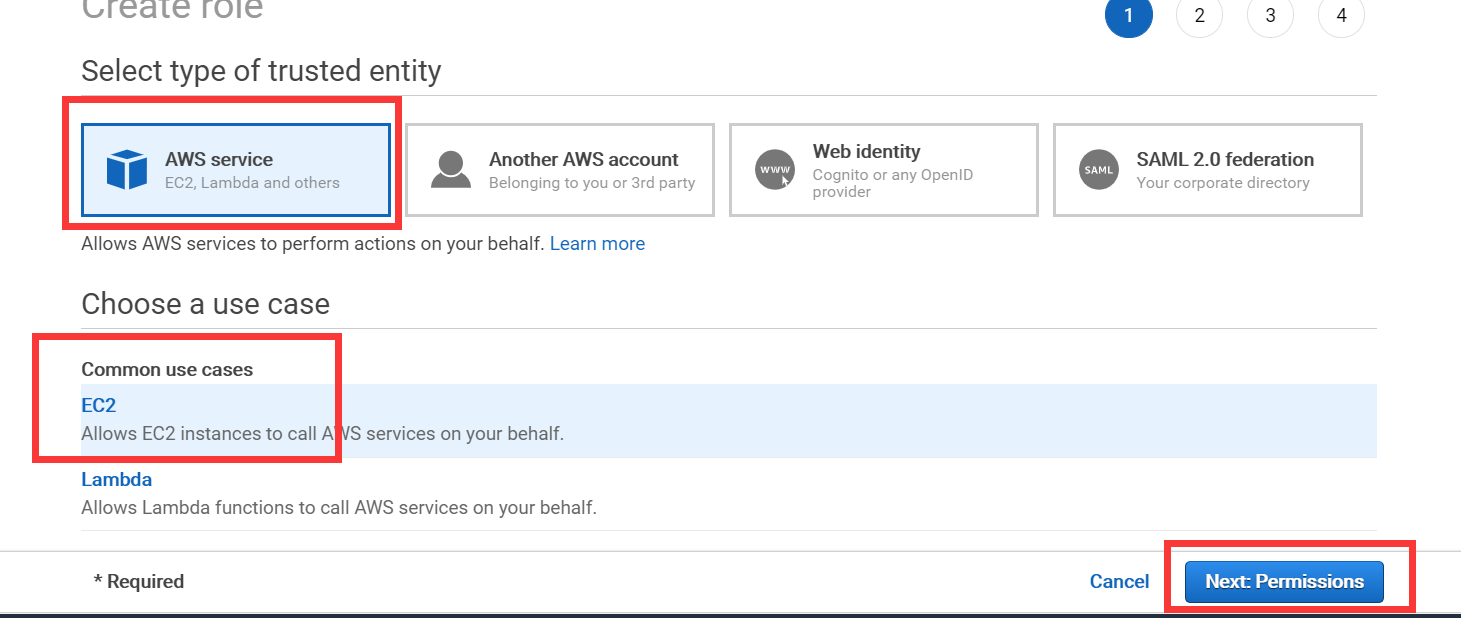 Create role
1 2 3 4
Select type of trusted entity
AWS service
EC2, Lambda and others
Another AWS account
Belonging to you or 3rd party
www
Web identity
Cognito or any OpenID
provider
SAML
SAML 2.0 federation
Your corporate directory
Allows AWS services to perform actions on your behalf. Learn more
Choose a use case
Common use cases
EC2
Allows EC2 instances to call AWS services on your behalf.
Lambda
Allows Lambda functions to call AWS services on your behalf.
* Required
Cancel
Next: Permissions